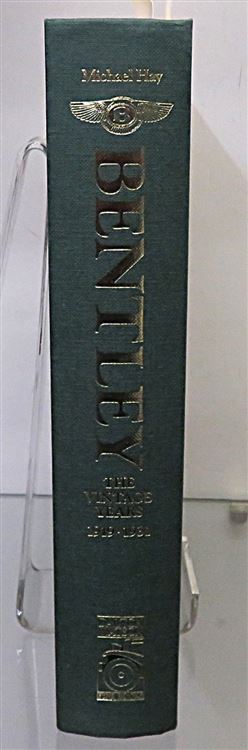 Michael Hay
B
BENTLEY
THE
VINTAGE
YEARS
1919 · 1931